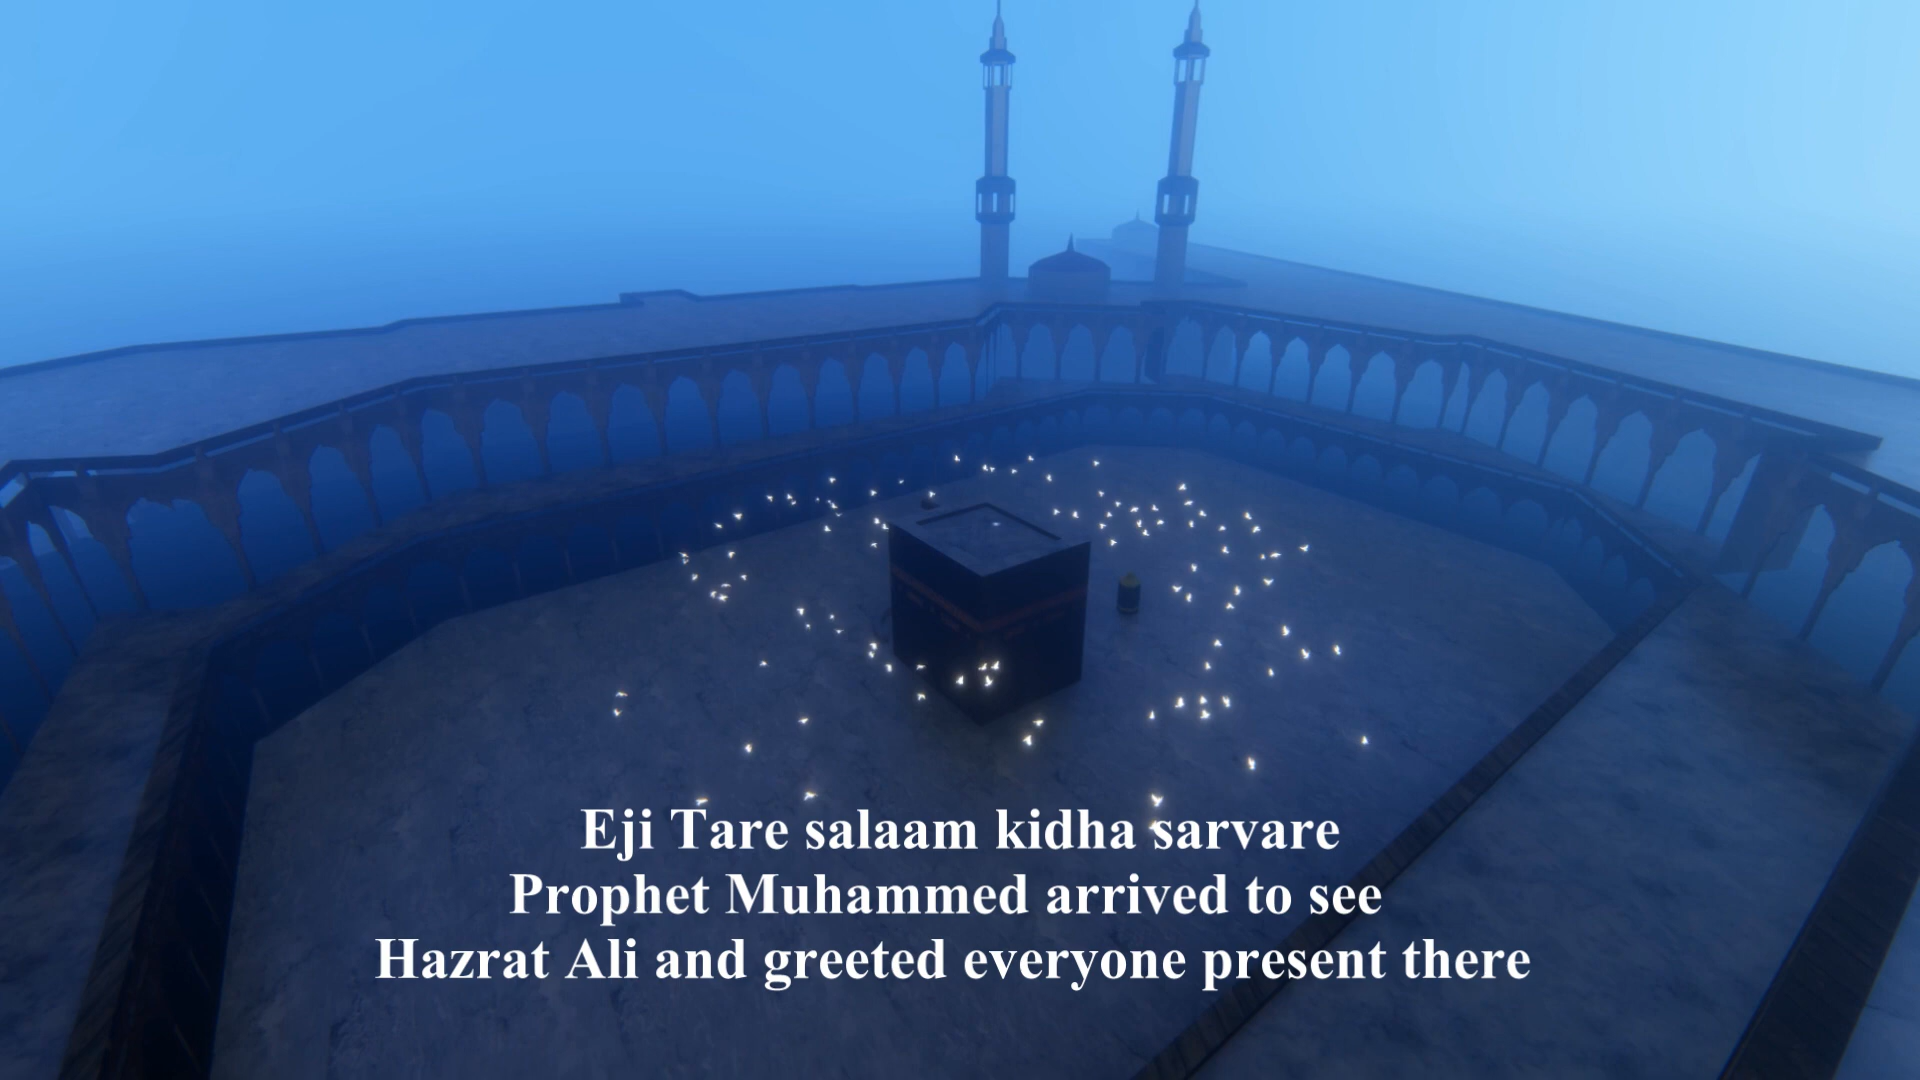 Eji Tare salaam kidha sarvare
Prophet Muhammed arrived to see
Hazrat Ali and greeted everyone present there